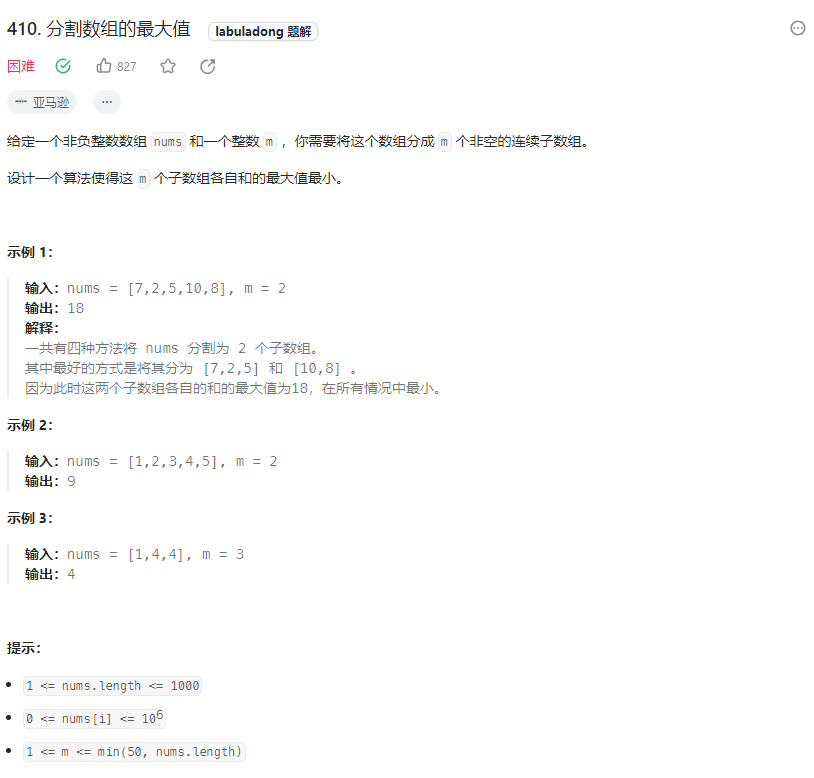 410. 分割数组的最大值 labuladong 题解
困难 827
亚马逊 ...
给定一个非负整数数组 nums 和一个整数 m ，你需要将这个数组分成 m 个非空的连续子数组。
设计一个算法使得这 m 个子数组各自和的最大值最小。
示例 1：
输入：nums = [7,2,5,10,8], m = 2
输出：18
解释：
一共有四种方法将 nums 分割为 2 个子数组。
其中最好的方式是将其分为 [7,2,5] 和 [10,8] 。
因为此时这两个子数组各自的和的最大值为18，在所有情况中最小。
示例 2：
输入：nums = [1,2,3,4,5], m = 2
输出：9
示例 3：
输入：nums = [1,4,4], m = 3
输出：4
提示：
• 1 <= nums.length <= 1000
• 0 <= nums[i] <= 10⁶
• 1 <= m <= min(50, nums.length)